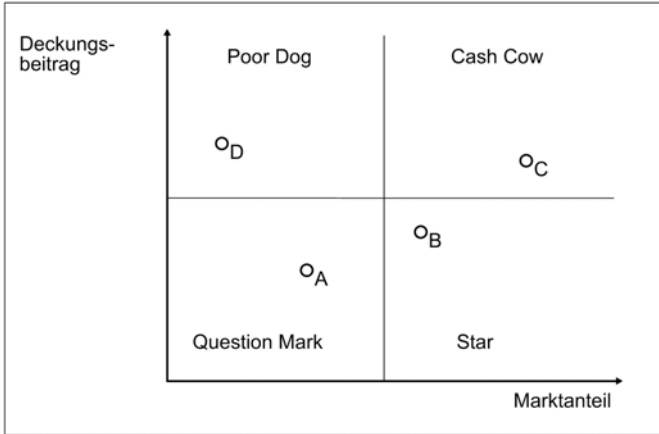 Deckungs-
beitrag
Poor Dog
Cash Cow
D
C
B
A
Question Mark
Star
Marktanteil